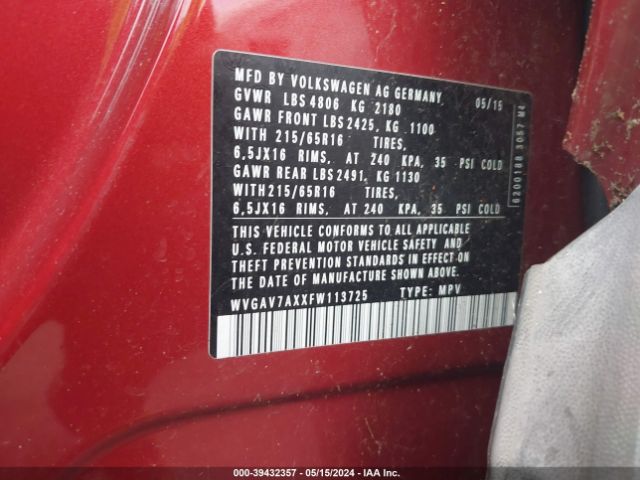 MFD BY VOLKSWAGEN AG GERMANY, 05/15
GVWR LBS 4806 KG 2180
GAWR FRONT LBS 2425, KG 1100
WITH 215/65R16 TIRES,
6,5JX16 RIMS, AT 240 KPA, 35 PSI COLD
GAWR REAR LBS 2491, KG 1130
WITH215/65R16 TIRES,
6,5JX16 RIMS, AT 240 KPA, 35 PSI COLD
THIS VEHICLE CONFORMS TO ALL APPLICABLE
U.S. FEDERAL MOTOR VEHICLE SAFETY AND
THEFT PREVENTION STANDARDS IN EFFECT ON
THE DATE OF MANUFACTURE SHOWN ABOVE.
WVGAV7AXXFW113725 TYPE: MPV
6200188 3057 M4
000-39432357 - 05/15/2024 - IAA Inc.